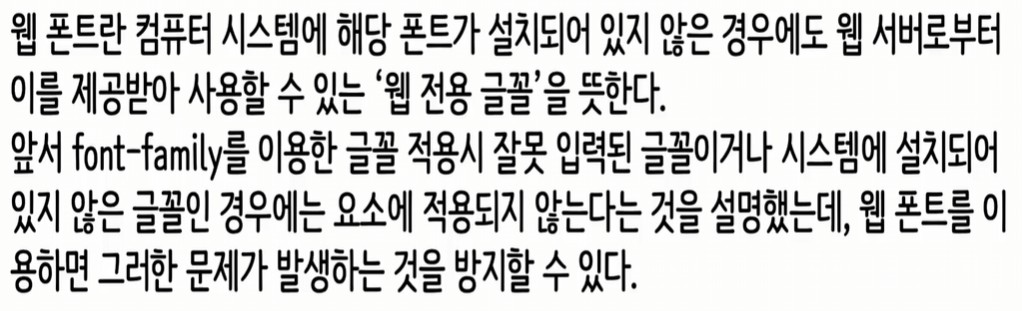 웹 폰트란 컴퓨터 시스템에 해당 폰트가 설치되어 있지 않은 경우에도 웹 서버로부터
이를 제공받아 사용할 수 있는 ‘웹 전용 글꼴’을 뜻한다.
앞서 font-family를 이용한 글꼴 적용시 잘못 입력된 글꼴이거나 시스템에 설치되어
있지 않은 글꼴인 경우에는 요소에 적용되지 않는다는 것을 설명했는데, 웹 폰트를 이
용하면 그러한 문제가 발생하는 것을 방지할 수 있다.